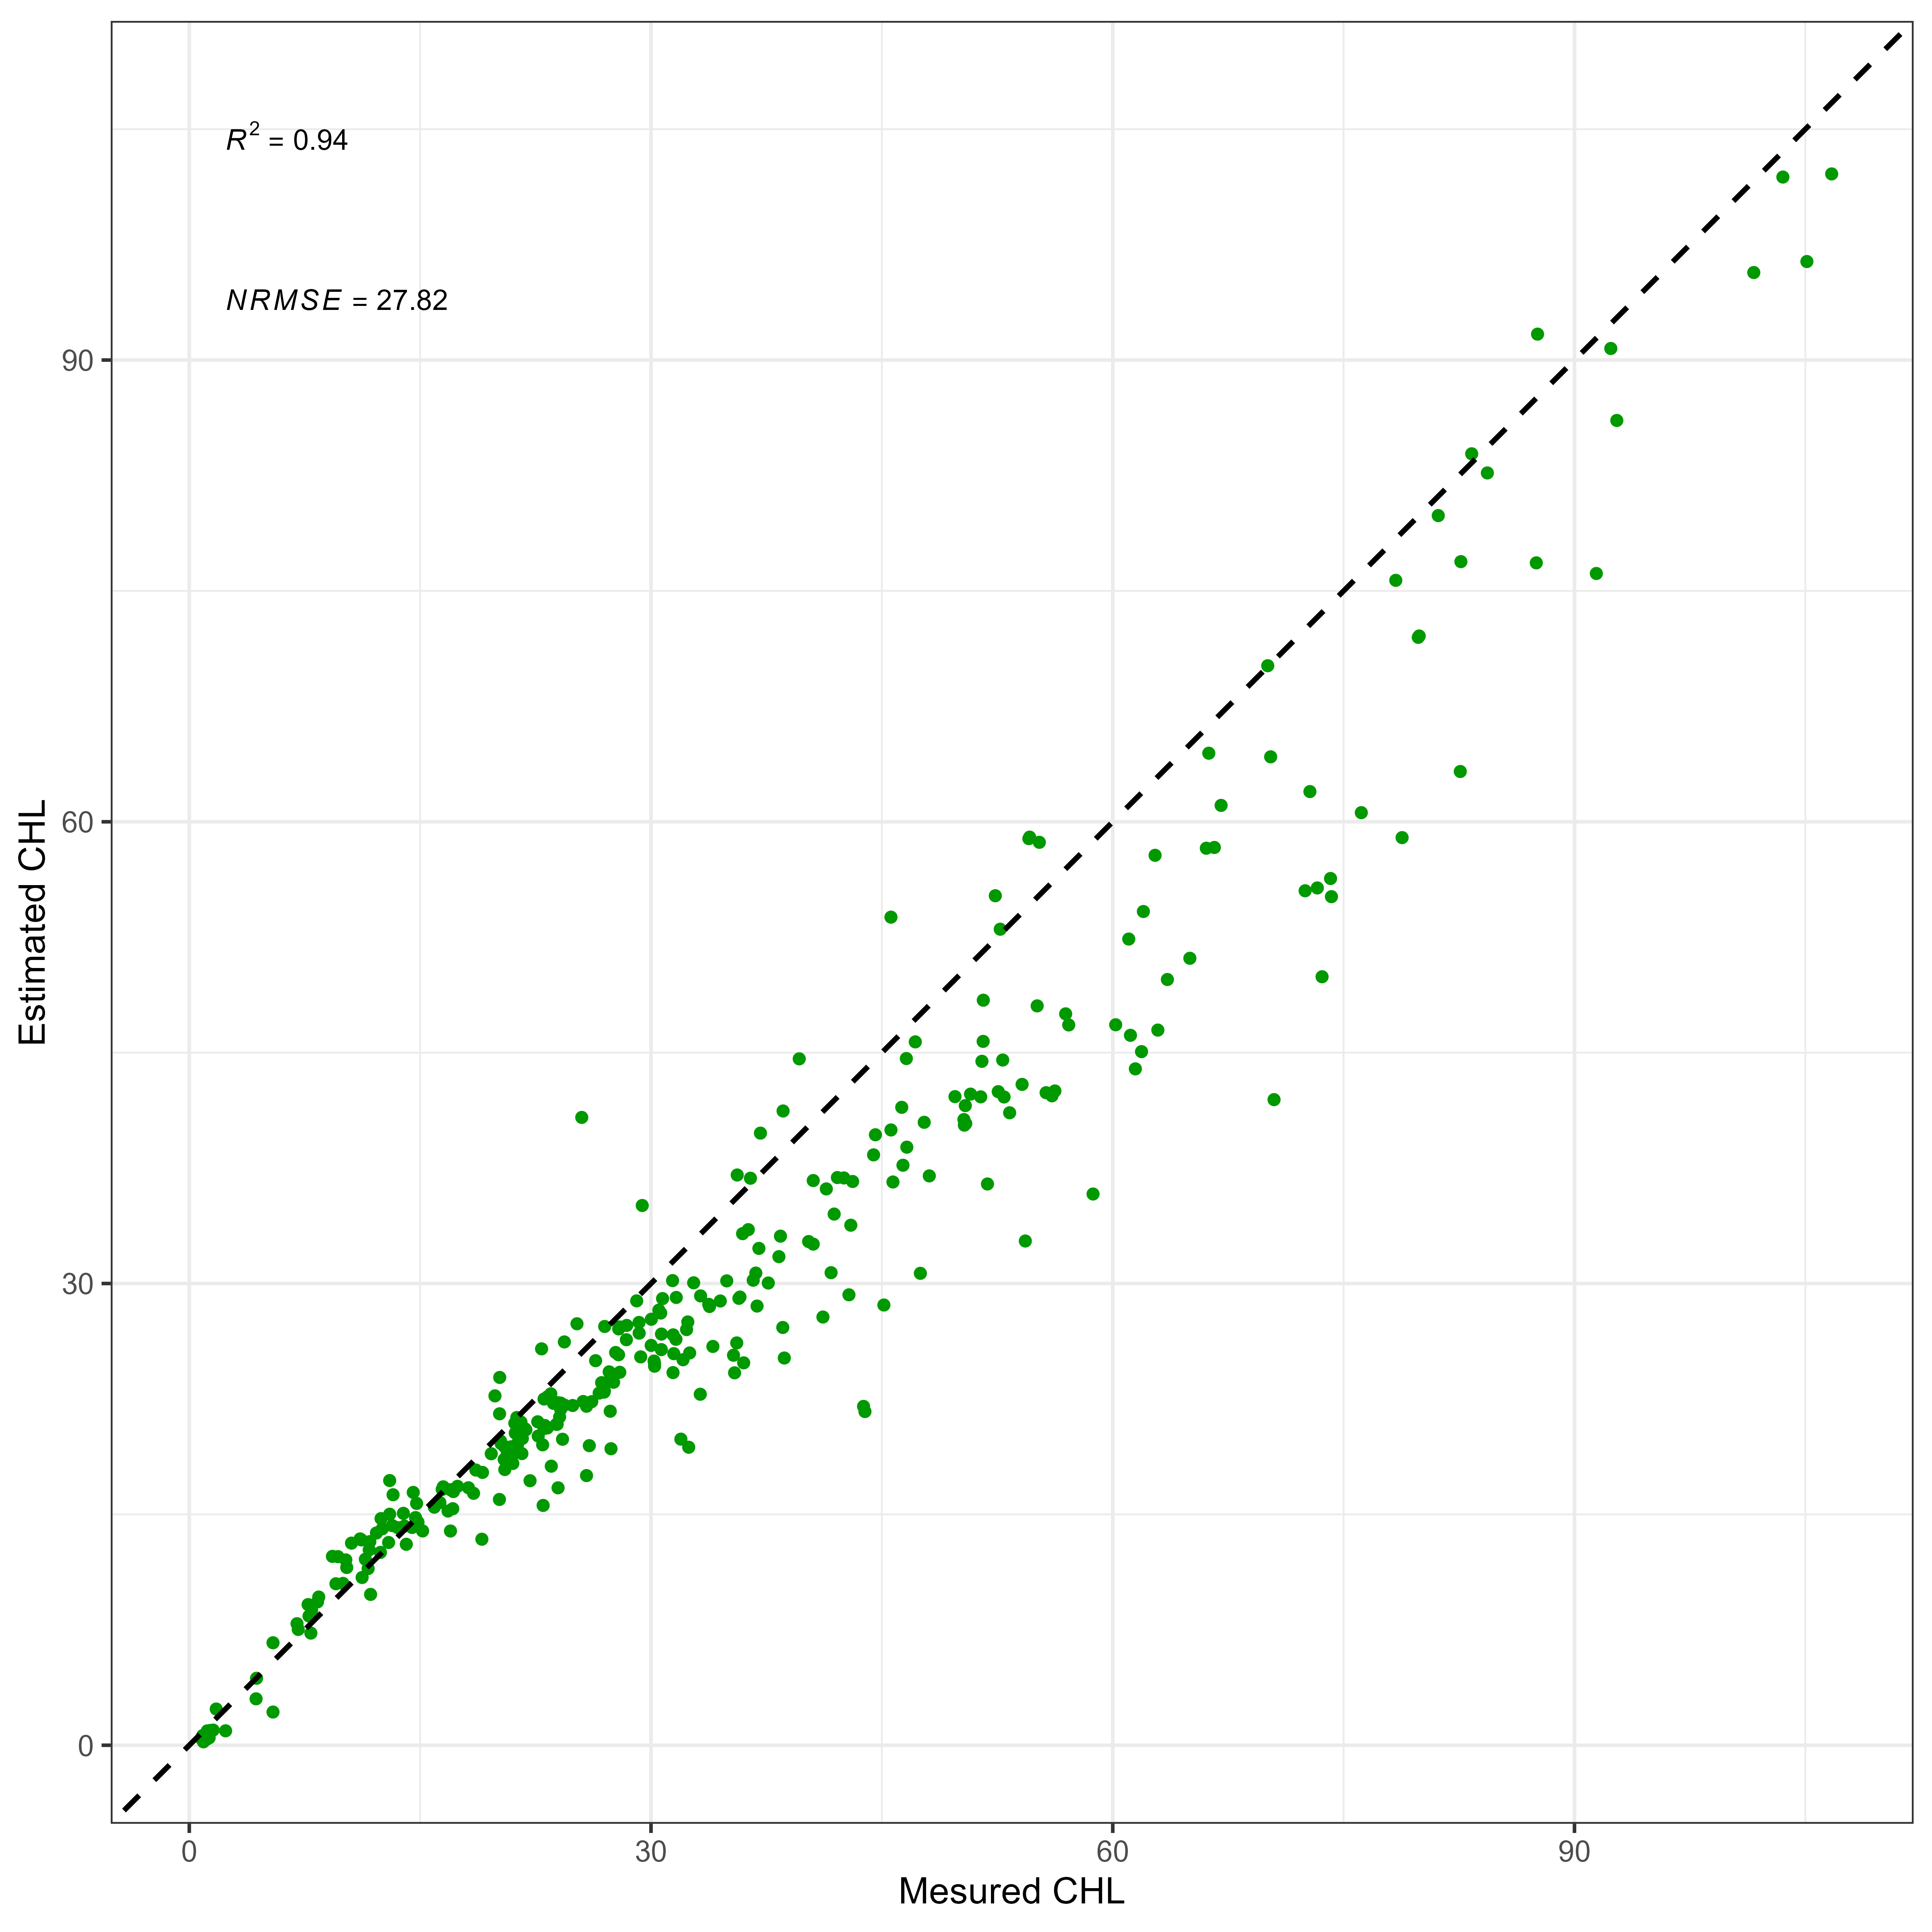 R² = 0.94
NRMSE = 27.82
90
60
30
0
Estimated CHL
0 30 60 90
Mesured CHL